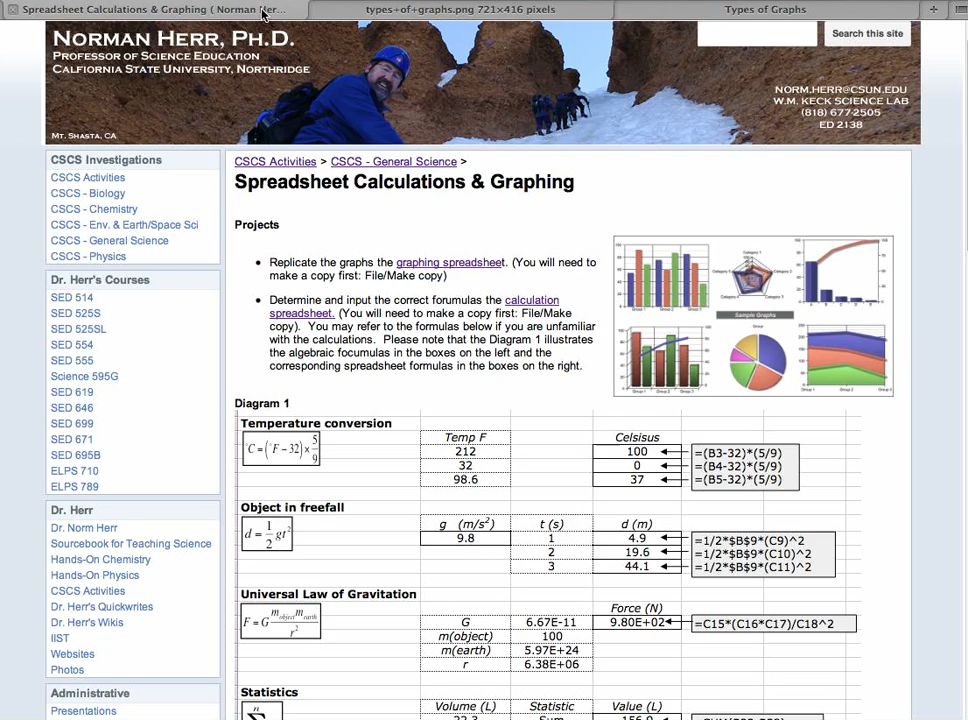 Spreadsheet Calculations & Graphing ( Norman Her...
types+of+graphs.png 721×416 pixels
Types of Graphs
NORMAN HERR, PH.D.
PROFESSOR OF SCIENCE EDUCATION
CALFIORNIA STATE UNIVERSITY, NORTHRIDGE
Search this site
NORM.HERR@CSUN.EDU
W.M. KECK SCIENCE LAB
(818) 677-2505
ED 2138
MT. SHASTA, CA
CSCS Investigations
CSCS Activities
CSCS - Biology
CSCS - Chemistry
CSCS - Env. & Earth/Space Sci
CSCS - General Science
CSCS - Physics
Dr. Herr's Courses
SED 514
SED 525S
SED 525SL
SED 554
SED 555
Science 595G
SED 619
SED 646
SED 699
SED 671
SED 695B
ELPS 710
ELPS 789
Dr. Herr
Dr. Norm Herr
Sourcebook for Teaching Science
Hands-On Chemistry
Hands-On Physics
CSCS Activities
Dr. Herr's Quickwrites
Dr. Herr's Wikis
IIST
Websites
Photos
Administrative
Presentations
CSCS Activities > CSCS - General Science >
Spreadsheet Calculations & Graphing
Projects
• Replicate the graphs the graphing spreadsheet. (You will need to
make a copy first: File/Make copy)
• Determine and input the correct forumulas the calculation
spreadsheet. (You will need to make a copy first: File/Make
copy). You may refer to the formulas below if you are unfamiliar
with the calculations. Please note that the Diagram 1 illustrates
the algebraic focumulas in the boxes on the left and the
corresponding spreadsheet formulas in the boxes on the right.
Sample Graphs
Diagram 1
Temperature conversion
°C=(°F−32)×5/9
Temp F Celsisus
212 100 =(B3-32)*(5/9)
32 0 =(B4-32)*(5/9)
98.6 37 =(B5-32)*(5/9)
Object in freefall
d = 1/2 gt²
g (m/s²) t (s) d (m)
9.8 1 4.9 =1/2*$B$9*(C9)^2
2 19.6 =1/2*$B$9*(C10)^2
3 44.1 =1/2*$B$9*(C11)^2
Universal Law of Gravitation
F = G m_object m_earth / r²
Force (N)
G 6.67E-11 9.80E+02 =C15*(C16*C17)/C18^2
m(object) 100
m(earth) 5.97E+24
r 6.38E+06
Statistics
Volume (L) Statistic Value (L)